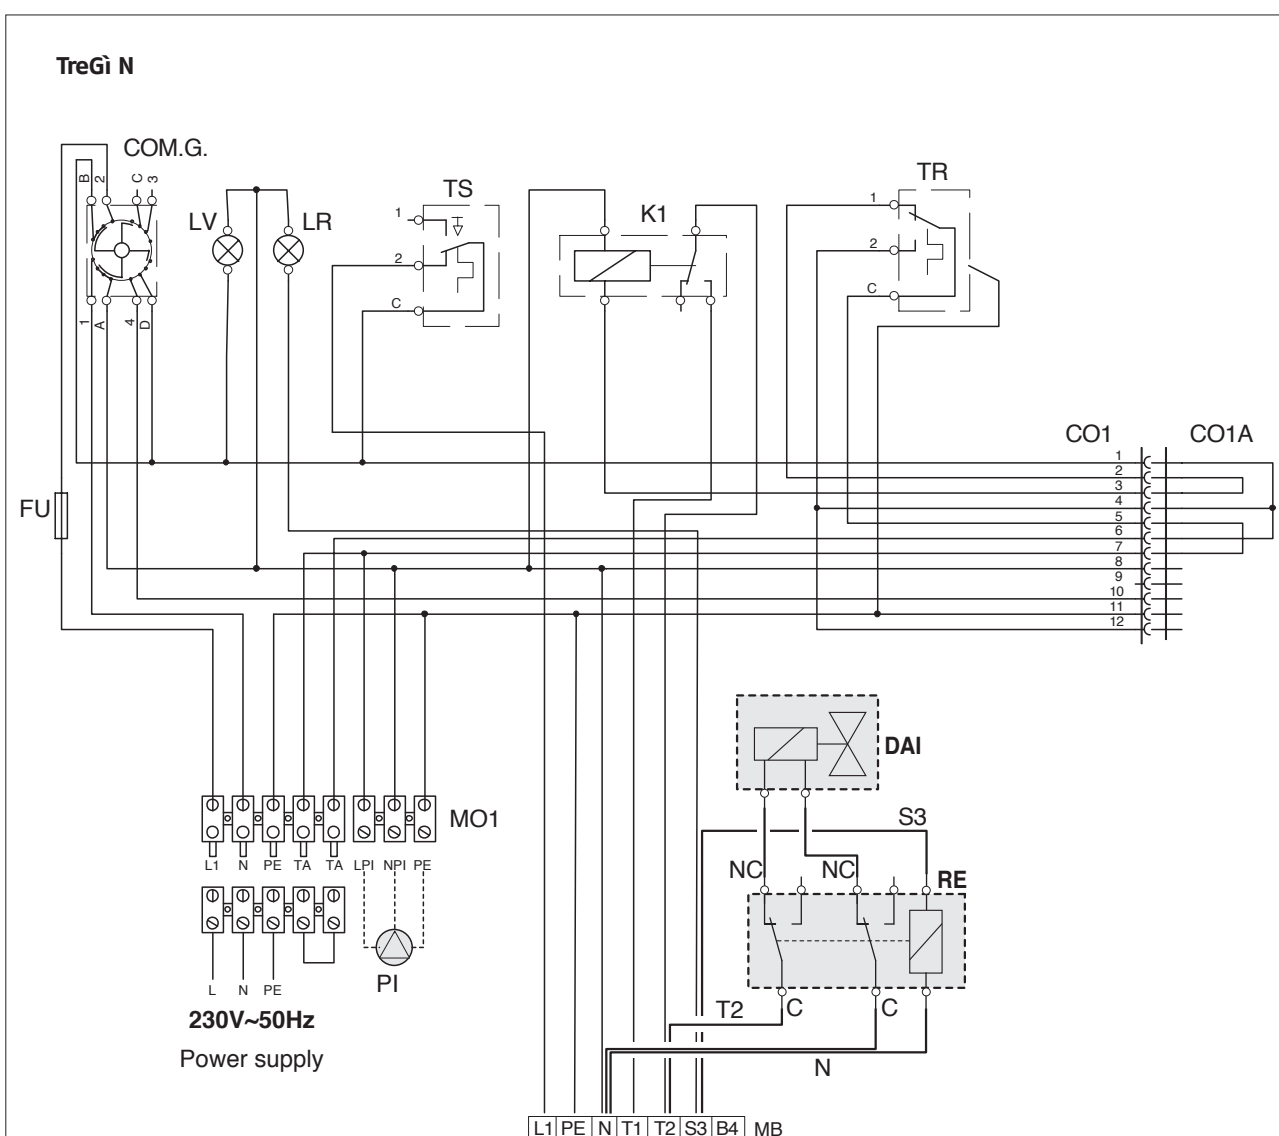 TreGì N
COM.G.
B 2 C 3
LV
LR
1 A 4 D
TS
1
2
C
K1
TR
1
2
C
CO1
CO1A
1
2
3
4
5
6
7
8
9
10
11
12
FU
MO1
L1 N PE TA TA LPI NPI PE
PI
L N PE
230V~50Hz
Power supply
DAI
S3
NC
NC
RE
T2
C
C
N
L1 PE N T1 T2 S3 B4 MB